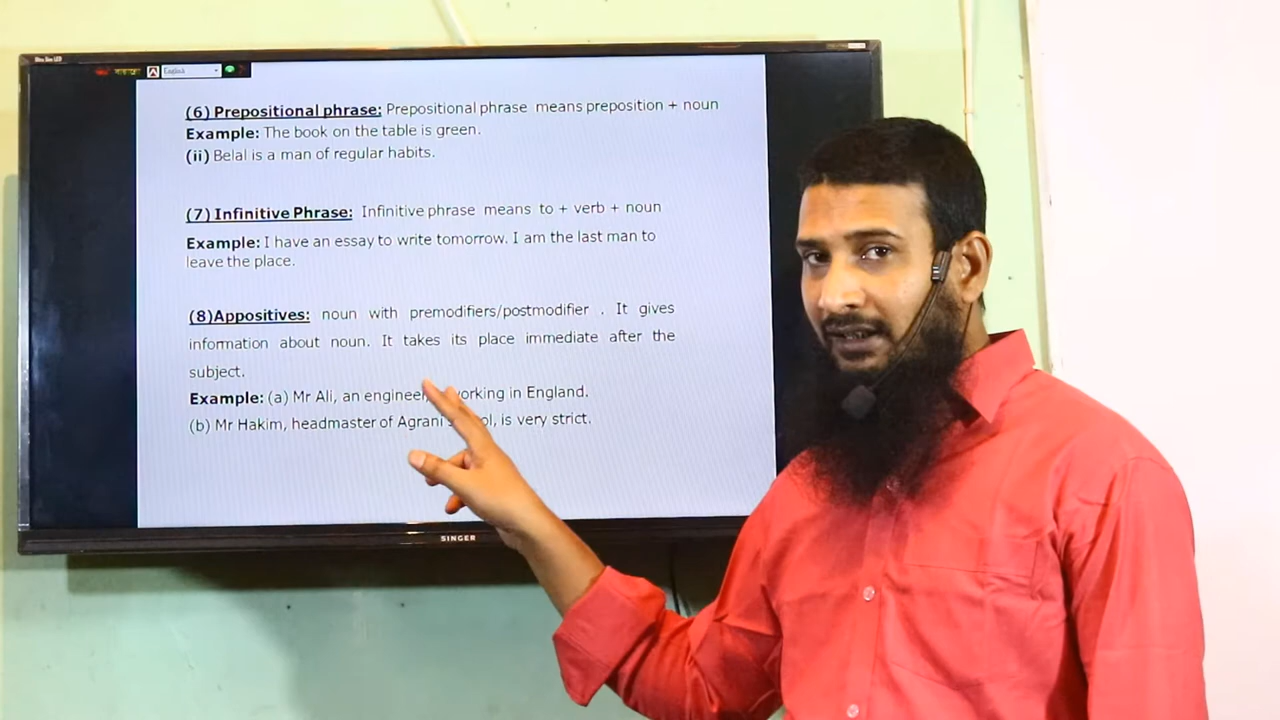 English
(6) Prepositional phrase: Prepositional phrase means preposition + noun
Example: The book on the table is green.
(ii) Belal is a man of regular habits.
(7) Infinitive Phrase: Infinitive phrase means to + verb + noun
Example: I have an essay to write tomorrow. I am the last man to
leave the place.
(8)Appositives: noun with premodifiers/postmodifier . It gives
information about noun. It takes its place immediate after the
subject.
Example: (a) Mr Ali, an engineer, working in England.
(b) Mr Hakim, headmaster of Agrani is very strict.
SINGER